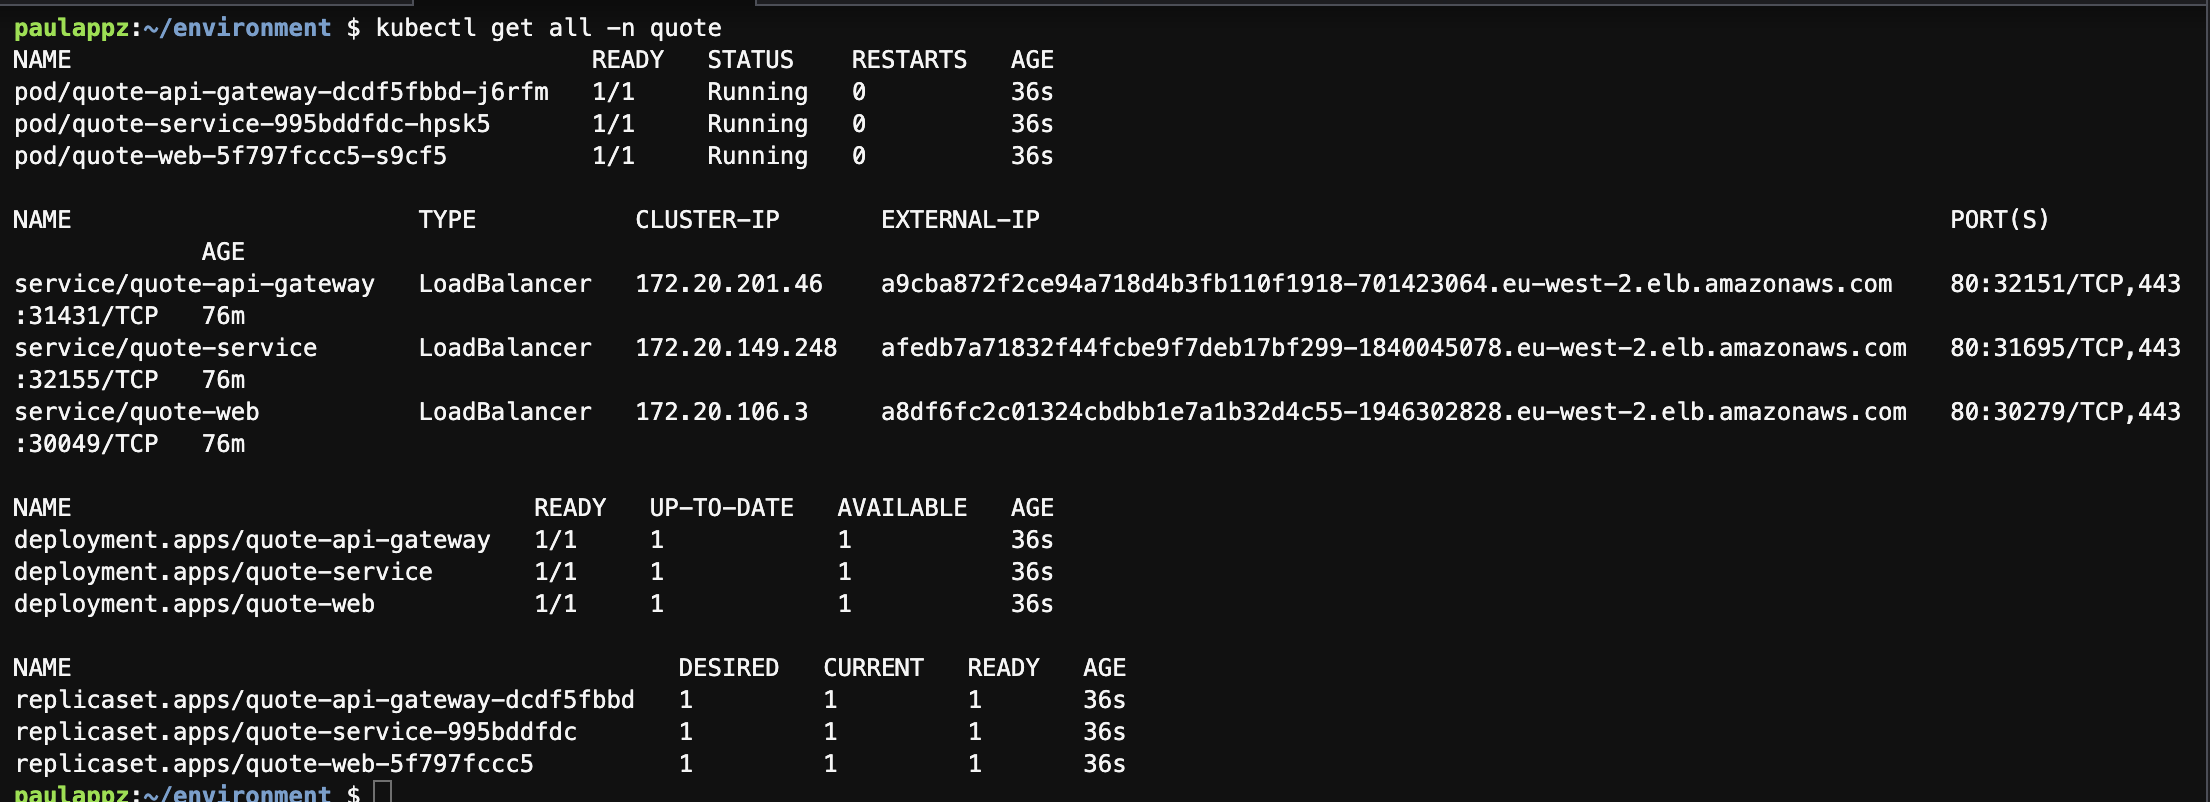 paulappz:~/environment $ kubectl get all -n quote
NAME READY STATUS RESTARTS AGE
pod/quote-api-gateway-dcdf5fbbd-j6rfm 1/1 Running 0 36s
pod/quote-service-995bddfdc-hpsk5 1/1 Running 0 36s
pod/quote-web-5f797fccc5-s9cf5 1/1 Running 0 36s
NAME TYPE CLUSTER-IP EXTERNAL-IP PORT(S)
AGE
service/quote-api-gateway LoadBalancer 172.20.201.46 a9cba872f2ce94a718d4b3fb110f1918-701423064.eu-west-2.elb.amazonaws.com 80:32151/TCP,443
:31431/TCP 76m
service/quote-service LoadBalancer 172.20.149.248 afedb7a71832f44fcbe9f7deb17bf299-1840045078.eu-west-2.elb.amazonaws.com 80:31695/TCP,443
:32155/TCP 76m
service/quote-web LoadBalancer 172.20.106.3 a8df6fc2c01324cbdbb1e7a1b32d4c55-1946302828.eu-west-2.elb.amazonaws.com 80:30279/TCP,443
:30049/TCP 76m
NAME READY UP-TO-DATE AVAILABLE AGE
deployment.apps/quote-api-gateway 1/1 1 1 36s
deployment.apps/quote-service 1/1 1 1 36s
deployment.apps/quote-web 1/1 1 1 36s
NAME DESIRED CURRENT READY AGE
replicaset.apps/quote-api-gateway-dcdf5fbbd 1 1 1 36s
replicaset.apps/quote-service-995bddfdc 1 1 1 36s
replicaset.apps/quote-web-5f797fccc5 1 1 1 36s
paulappz:~/environment $